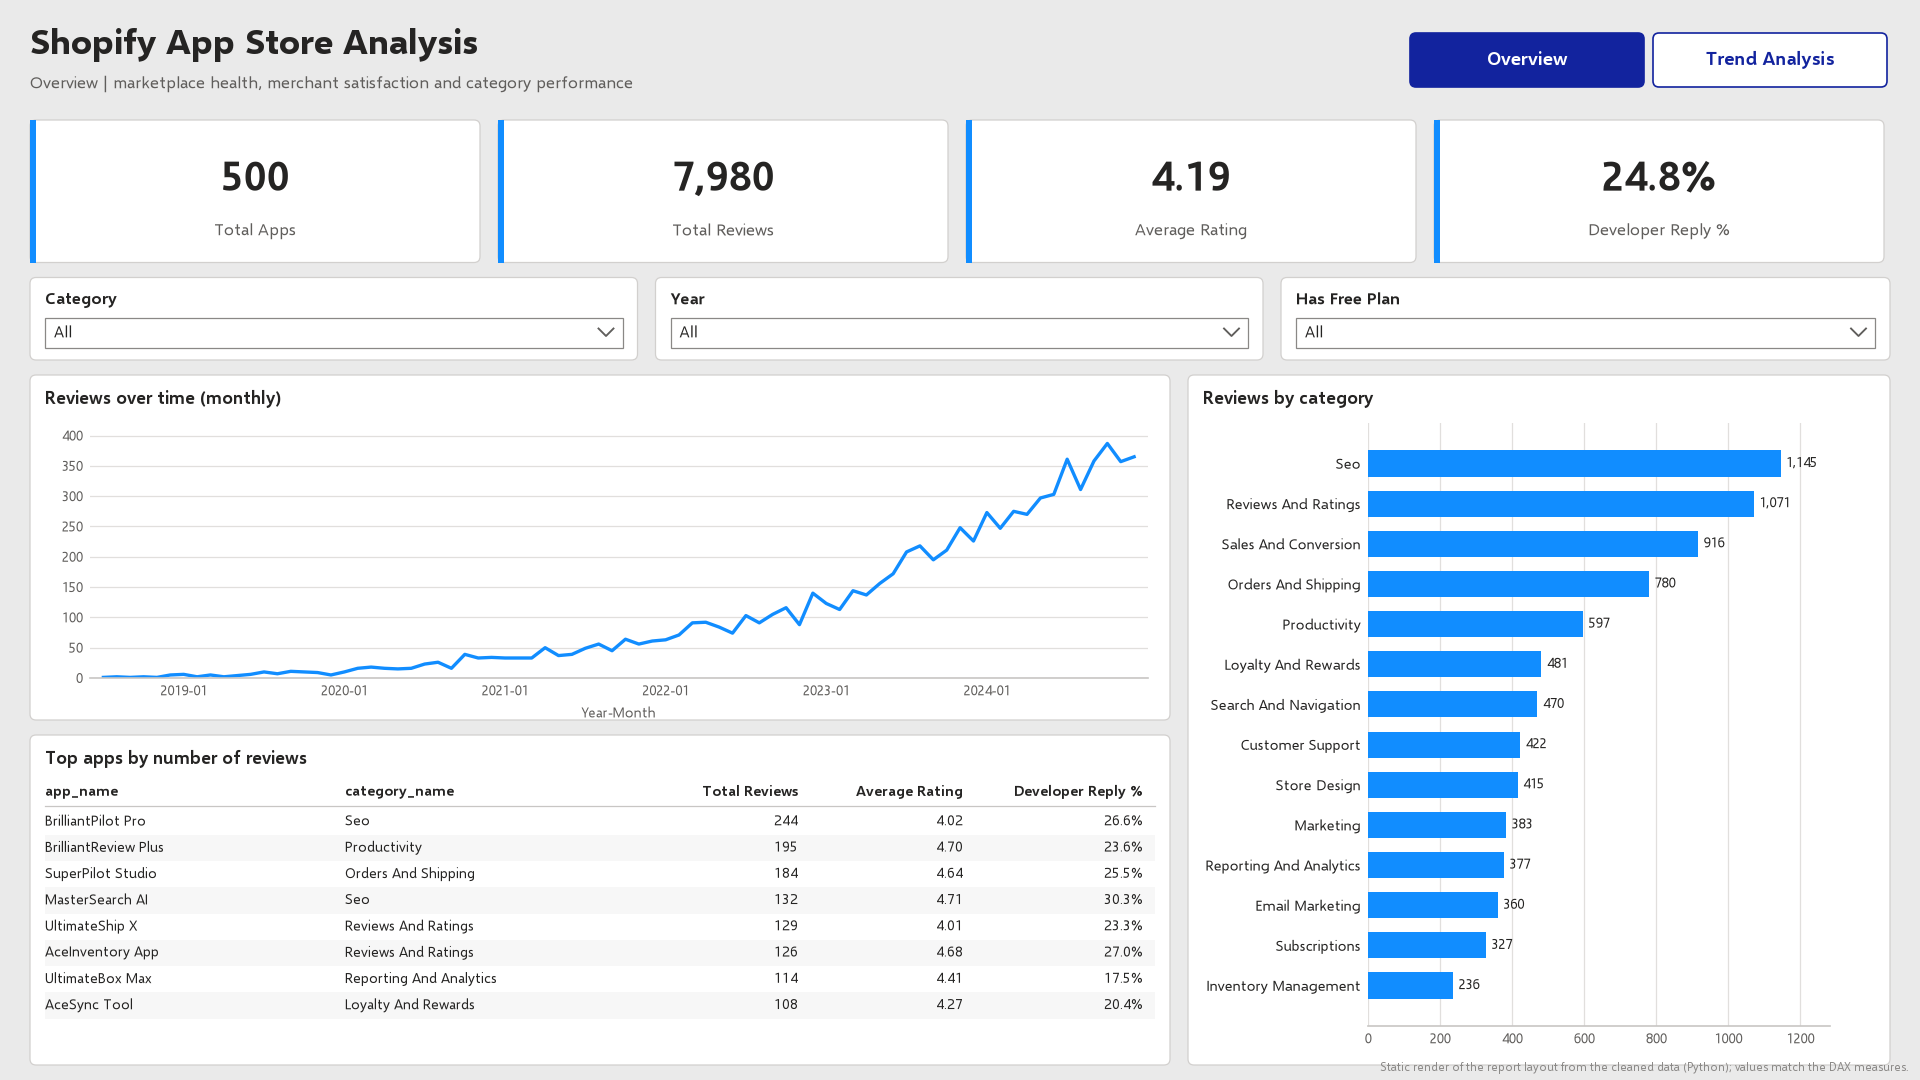 Shopify App Store Analysis
Overview | marketplace health, merchant satisfaction and category performance
Overview
Trend Analysis
500
Total Apps
7,980
Total Reviews
4.19
Average Rating
24.8%
Developer Reply %
Category
All
Year
All
Has Free Plan
All
Reviews over time (monthly)
400
350
300
250
200
150
100
50
0
2019-01 2020-01 2021-01 2022-01 2023-01 2024-01
Year-Month
Top apps by number of reviews
app_name category_name Total Reviews Average Rating Developer Reply %
BrilliantPilot Pro Seo 244 4.02 26.6%
BrilliantReview Plus Productivity 195 4.70 23.6%
SuperPilot Studio Orders And Shipping 184 4.64 25.5%
MasterSearch AI Seo 132 4.71 30.3%
UltimateShip X Reviews And Ratings 129 4.01 23.3%
AceInventory App Reviews And Ratings 126 4.68 27.0%
UltimateBox Max Reporting And Analytics 114 4.41 17.5%
AceSync Tool Loyalty And Rewards 108 4.27 20.4%
Reviews by category
Seo 1,145
Reviews And Ratings 1,071
Sales And Conversion 916
Orders And Shipping 780
Productivity 597
Loyalty And Rewards 481
Search And Navigation 470
Customer Support 422
Store Design 415
Marketing 383
Reporting And Analytics 377
Email Marketing 360
Subscriptions 327
Inventory Management 236
0 200 400 600 800 1000 1200
Static render of the report layout from the cleaned data (Python); values match the DAX measures.